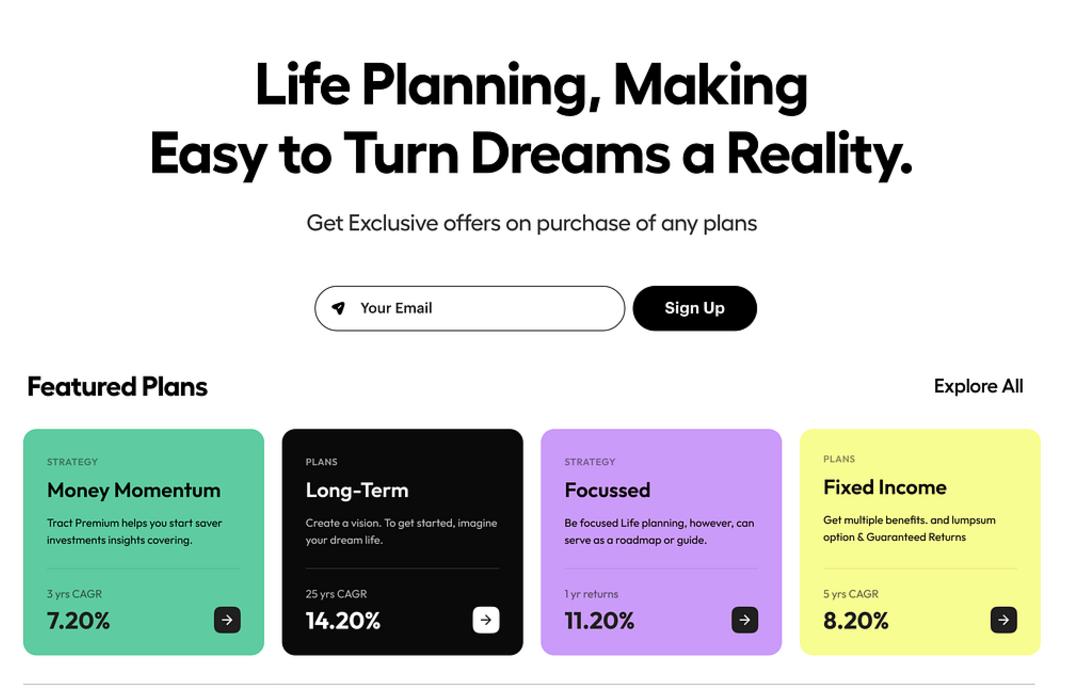 Life Planning, Making
Easy to Turn Dreams a Reality.
Get Exclusive offers on purchase of any plans
Your Email
Sign Up
Featured Plans
Explore All
STRATEGY
Money Momentum
Tract Premium helps you start saver
investments insights covering.
3 yrs CAGR
7.20%
PLANS
Long-Term
Create a vision. To get started, imagine
your dream life.
25 yrs CAGR
14.20%
STRATEGY
Focussed
Be focused Life planning, however, can
serve as a roadmap or guide.
1 yr returns
11.20%
PLANS
Fixed Income
Get multiple benefits. and lumpsum
option & Guaranteed Returns
5 yrs CAGR
8.20%